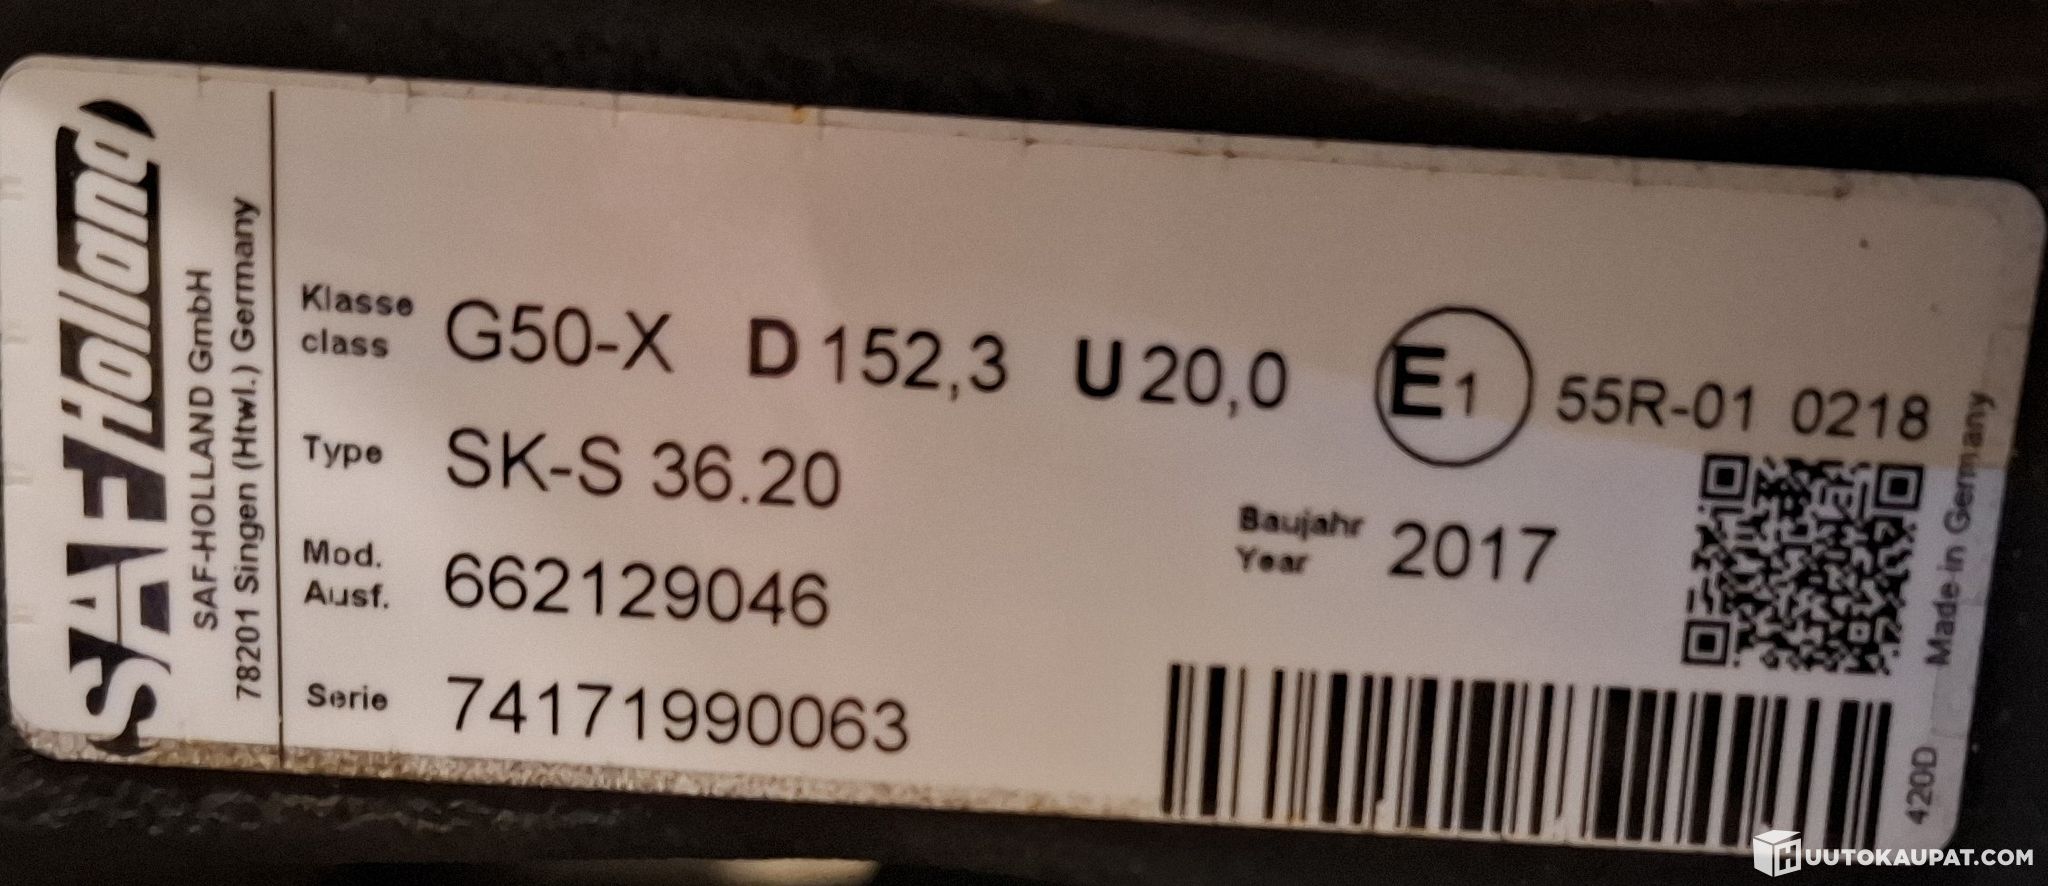 SAF Holland
SAF-HOLLAND GmbH
78201 Singen (Htwl.) Germany
Klasse
class
G50-X D 152,3 U 20,0 E1 55R-01 0218
Type SK-S 36.20
Mod.
Ausf.
662129046
Baujahr
Year
2017
Serie 74171990063
Made in Germany
420D
HUUTOKAUPAT.COM